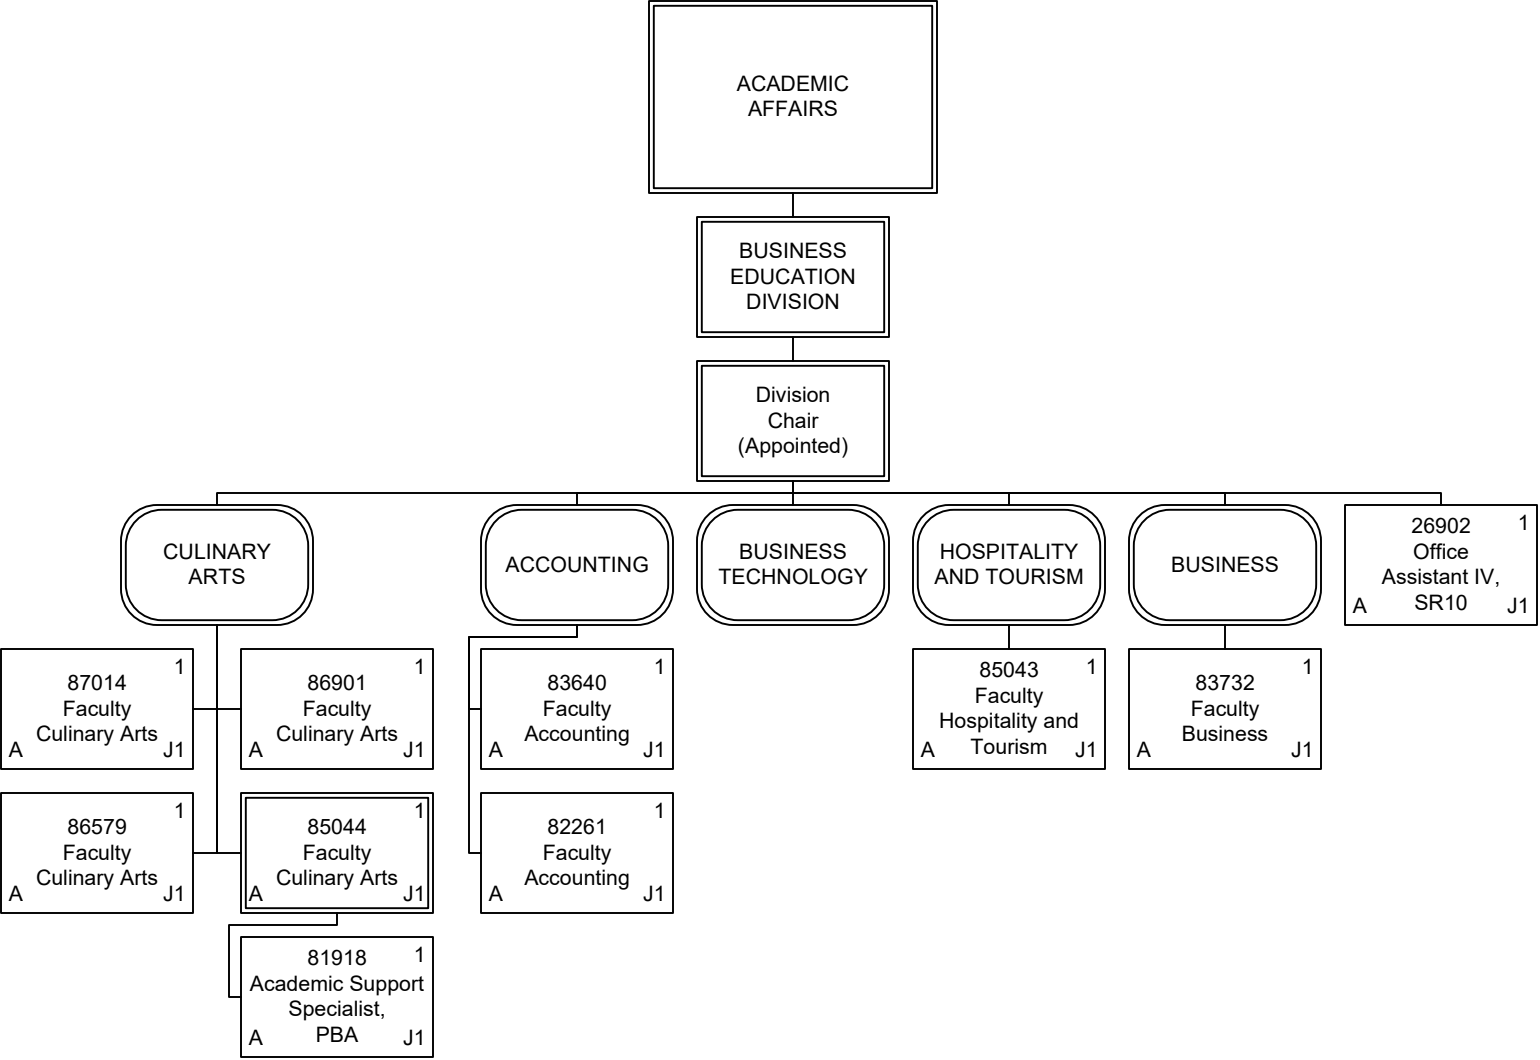 ACADEMIC
AFFAIRS
BUSINESS
EDUCATION
DIVISION
Division
Chair
(Appointed)
CULINARY
ARTS
ACCOUNTING
BUSINESS
TECHNOLOGY
HOSPITALITY
AND TOURISM
BUSINESS
26902 1
Office
Assistant IV,
A SR10 J1
87014 1
Faculty
Culinary Arts
A J1
86901 1
Faculty
Culinary Arts
A J1
83640 1
Faculty
Accounting
A J1
85043 1
Faculty
Hospitality and
Tourism
A J1
83732 1
Faculty
Business
A J1
86579 1
Faculty
Culinary Arts
A J1
85044 1
Faculty
Culinary Arts
A J1
82261 1
Faculty
Accounting
A J1
81918 1
Academic Support
Specialist,
PBA
A J1